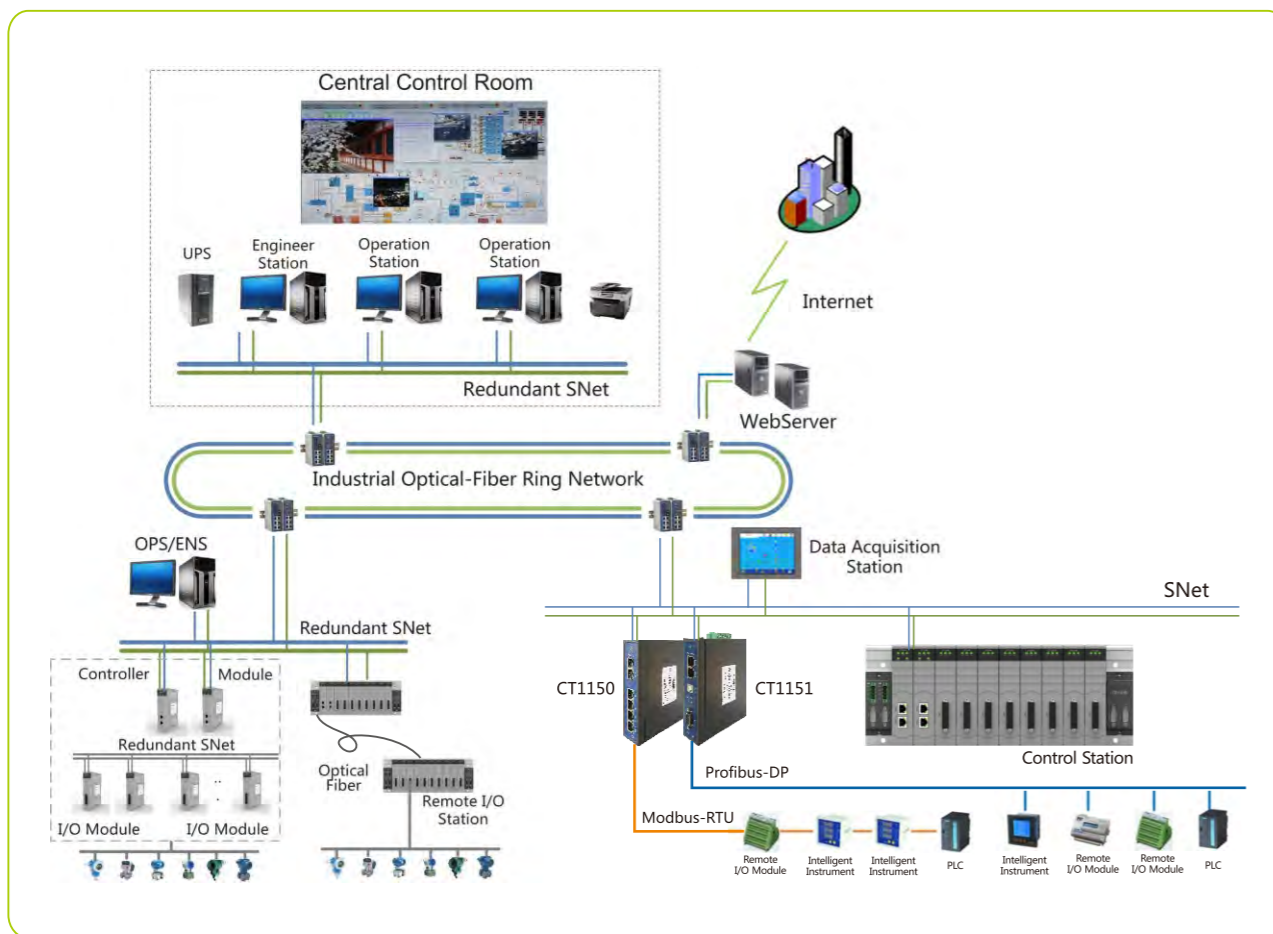 Central Control Room
UPS
Engineer
Station
Operation
Station
Operation
Station
Internet
Redundant SNet
WebServer
Industrial Optical-Fiber Ring Network
OPS/ENS
Data Acquisition
Station
SNet
Redundant SNet
Controller
Module
CT1150
CT1151
Redundant SNet
Control Station
Optical
Fiber
Profibus-DP
Remote I/O
Station
Modbus-RTU
I/O Module
I/O Module
Remote
I/O Module
Intelligent
Instrument
Intelligent
Instrument
PLC
Intelligent
Instrument
Remote
I/O Module
Remote
I/O Module
PLC